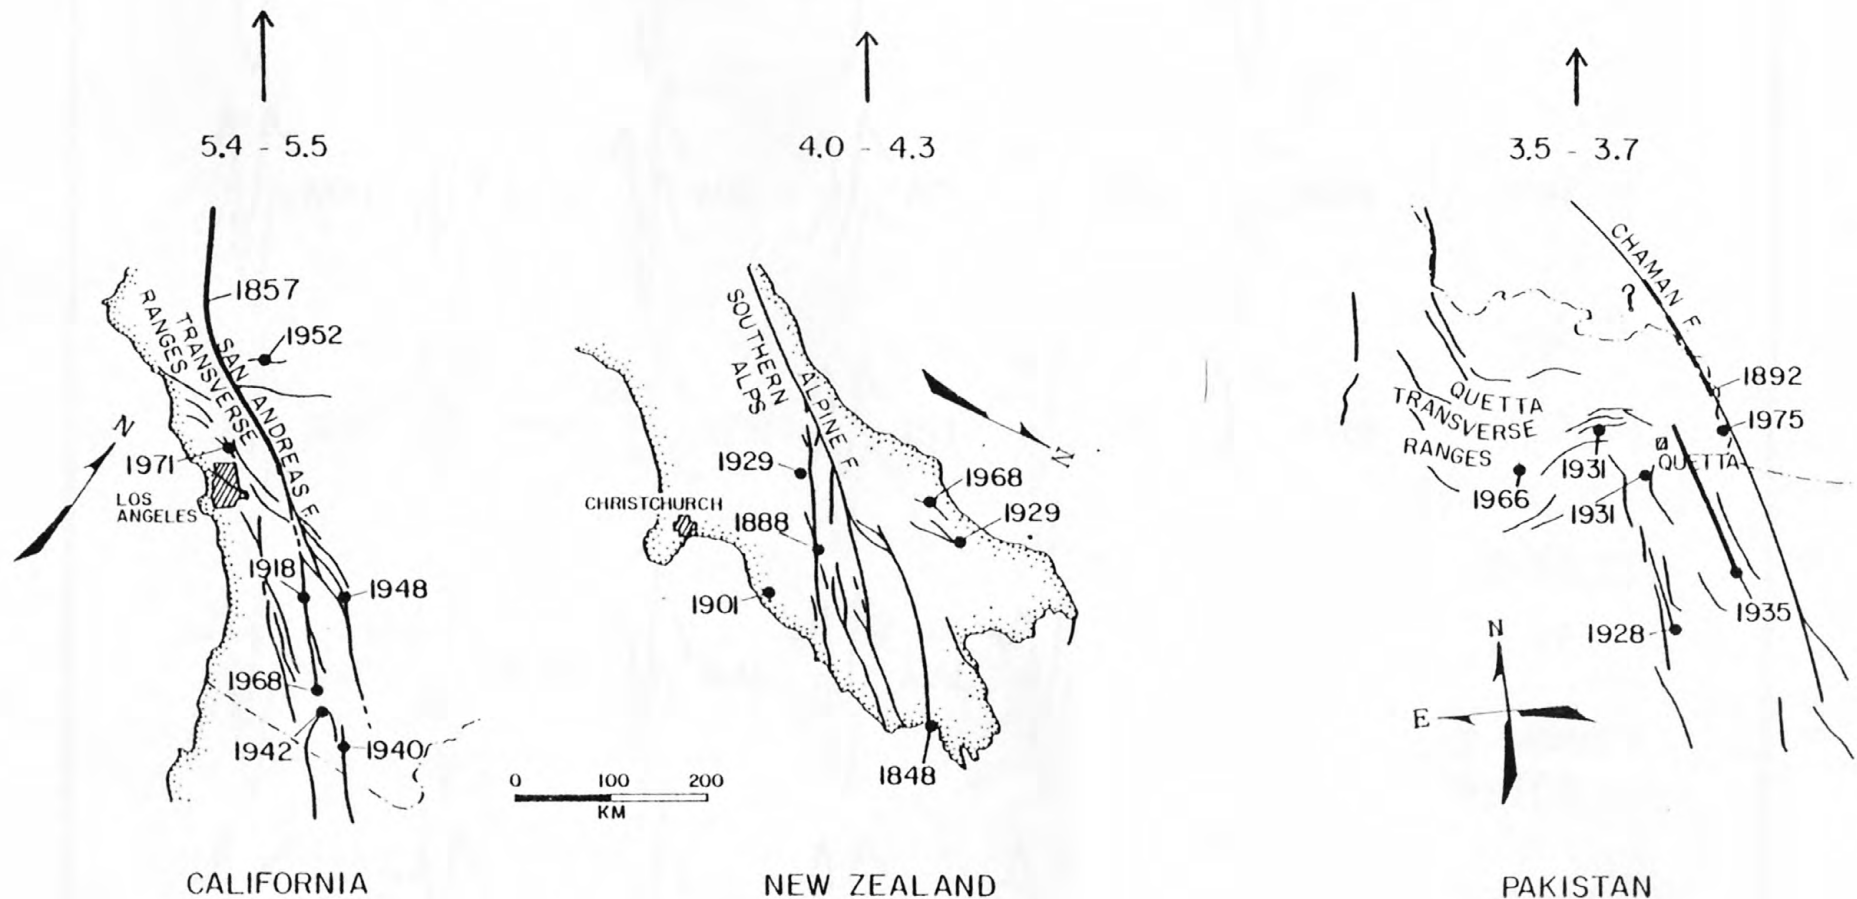 5.4 - 5.5
4.0 - 4.3
3.5 - 3.7
1857
1952
SAN ANDREAS F.
TRANSVERSE
RANGES
N
1971
LOS
ANGELES
1918
1948
1968
1942
1940
CALIFORNIA
SOUTHERN
ALPS
ALPINE F.
N
1929
1968
CHRISTCHURCH
1929
1888
1901
1848
0 100 200
KM
NEW ZEALAND
CHAMAN F.
?
1892
QUETTA
TRANSVERSE
RANGES
1975
1931
QUETTA
1966
1931
1935
1928
N
E
PAKISTAN